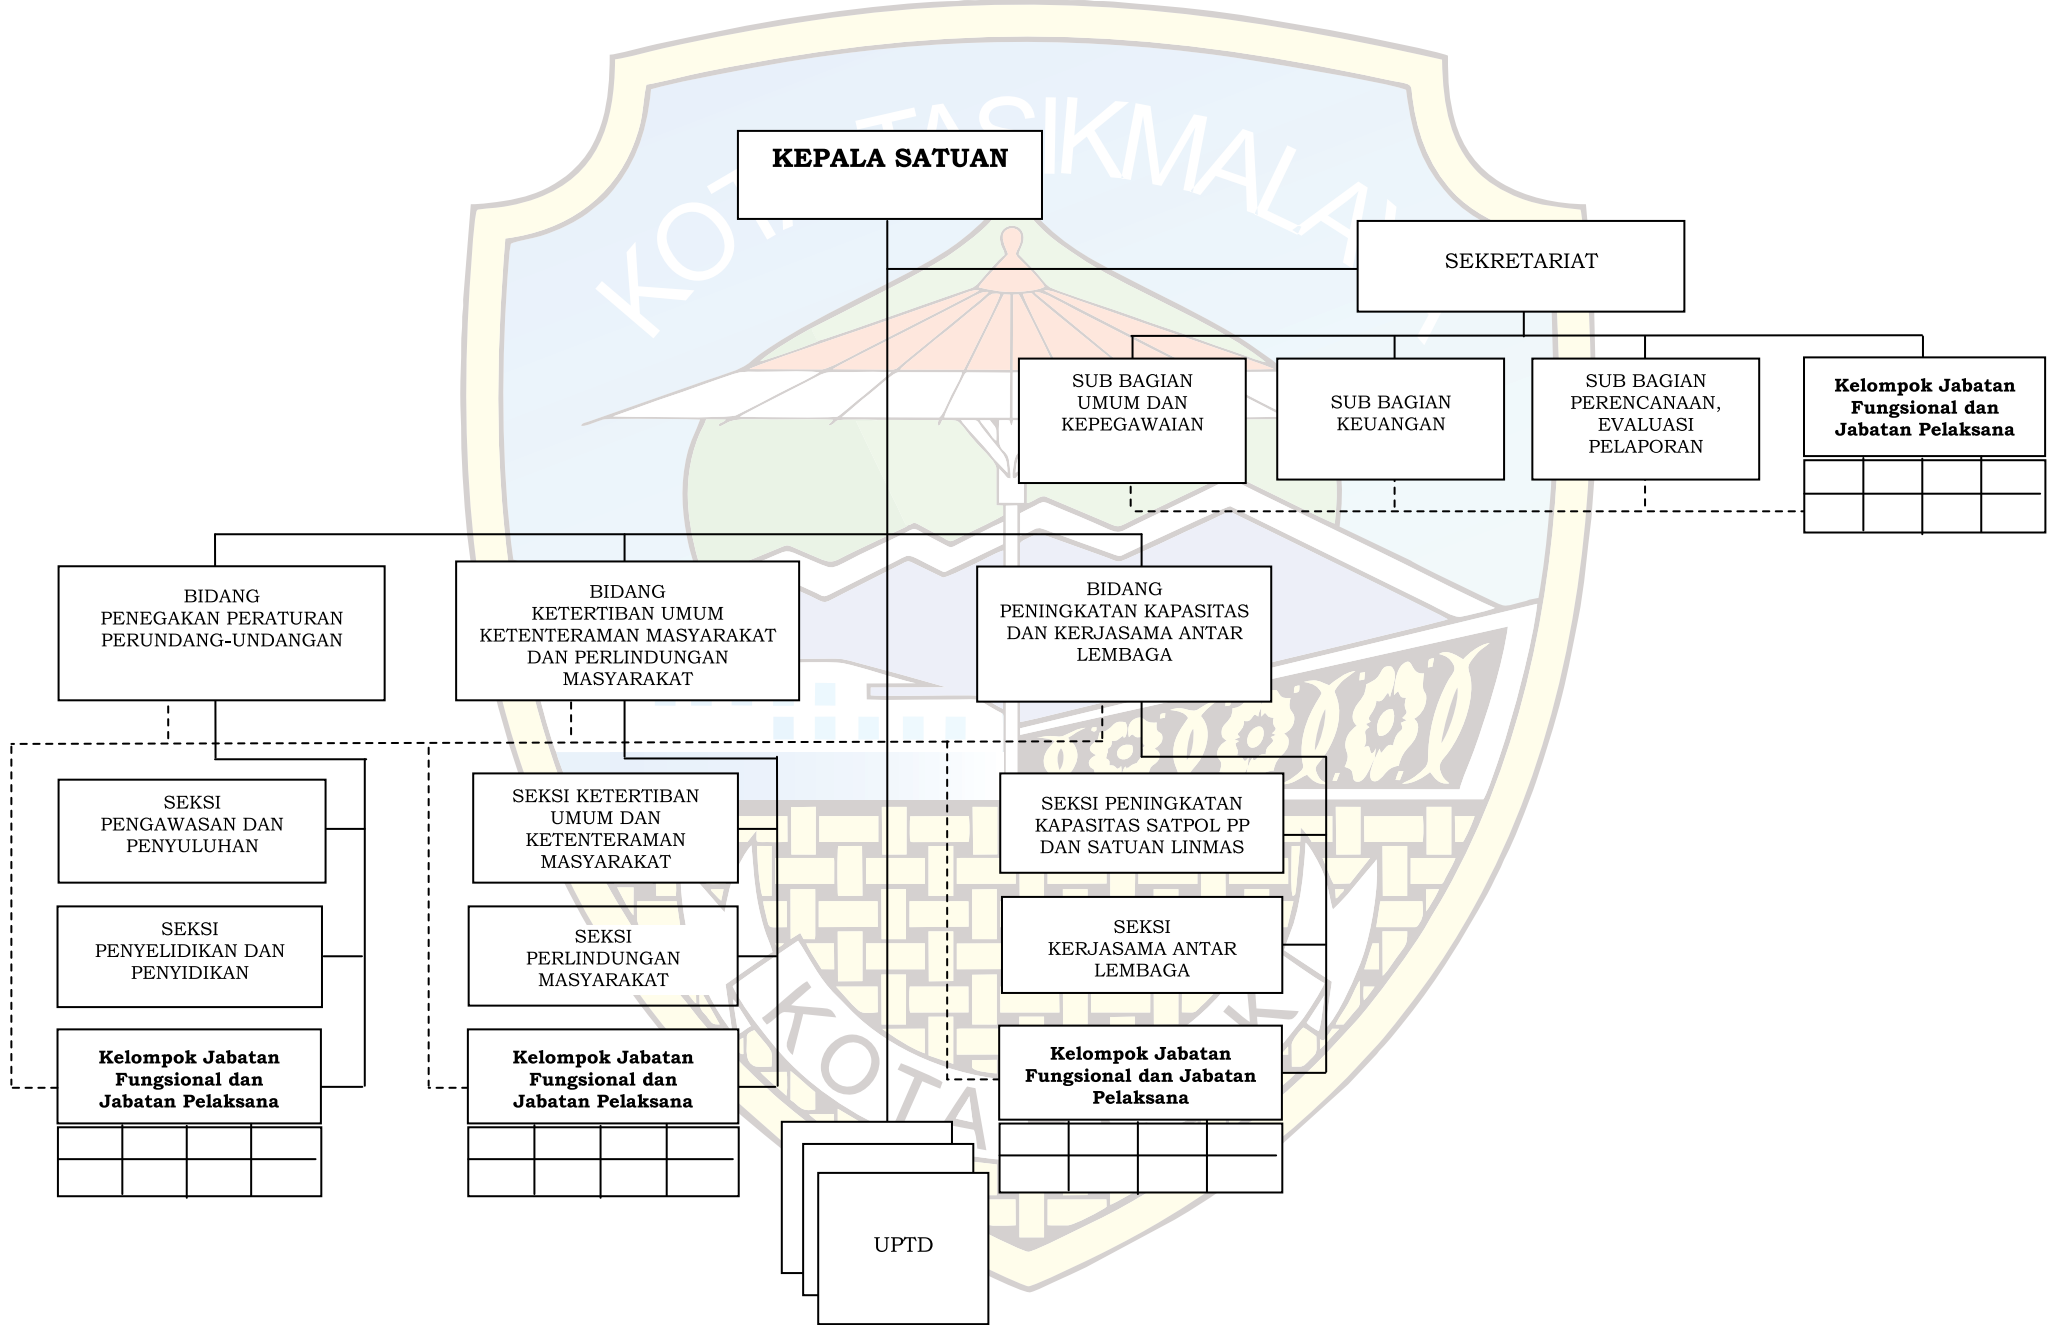 KOTA TASIKMALAYA
KEPALA SATUAN
SEKRETARIAT
SUB BAGIAN
UMUM DAN
KEPEGAWAIAN
SUB BAGIAN
KEUANGAN
SUB BAGIAN
PERENCANAAN,
EVALUASI
PELAPORAN
Kelompok Jabatan
Fungsional dan
Jabatan Pelaksana
BIDANG
PENEGAKAN PERATURAN
PERUNDANG-UNDANGAN
BIDANG
KETERTIBAN UMUM
KETENTERAMAN MASYARAKAT
DAN PERLINDUNGAN
MASYARAKAT
BIDANG
PENINGKATAN KAPASITAS
DAN KERJASAMA ANTAR
LEMBAGA
SEKSI
PENGAWASAN DAN
PENYULUHAN
SEKSI
PENYELIDIKAN DAN
PENYIDIKAN
Kelompok Jabatan
Fungsional dan
Jabatan Pelaksana
SEKSI KETERTIBAN
UMUM DAN
KETENTERAMAN
MASYARAKAT
SEKSI
PERLINDUNGAN
MASYARAKAT
Kelompok Jabatan
Fungsional dan
Jabatan Pelaksana
SEKSI PENINGKATAN
KAPASITAS SATPOL PP
DAN SATUAN LINMAS
SEKSI
KERJASAMA ANTAR
LEMBAGA
Kelompok Jabatan
Fungsional dan Jabatan
Pelaksana
KOTA
UPTD